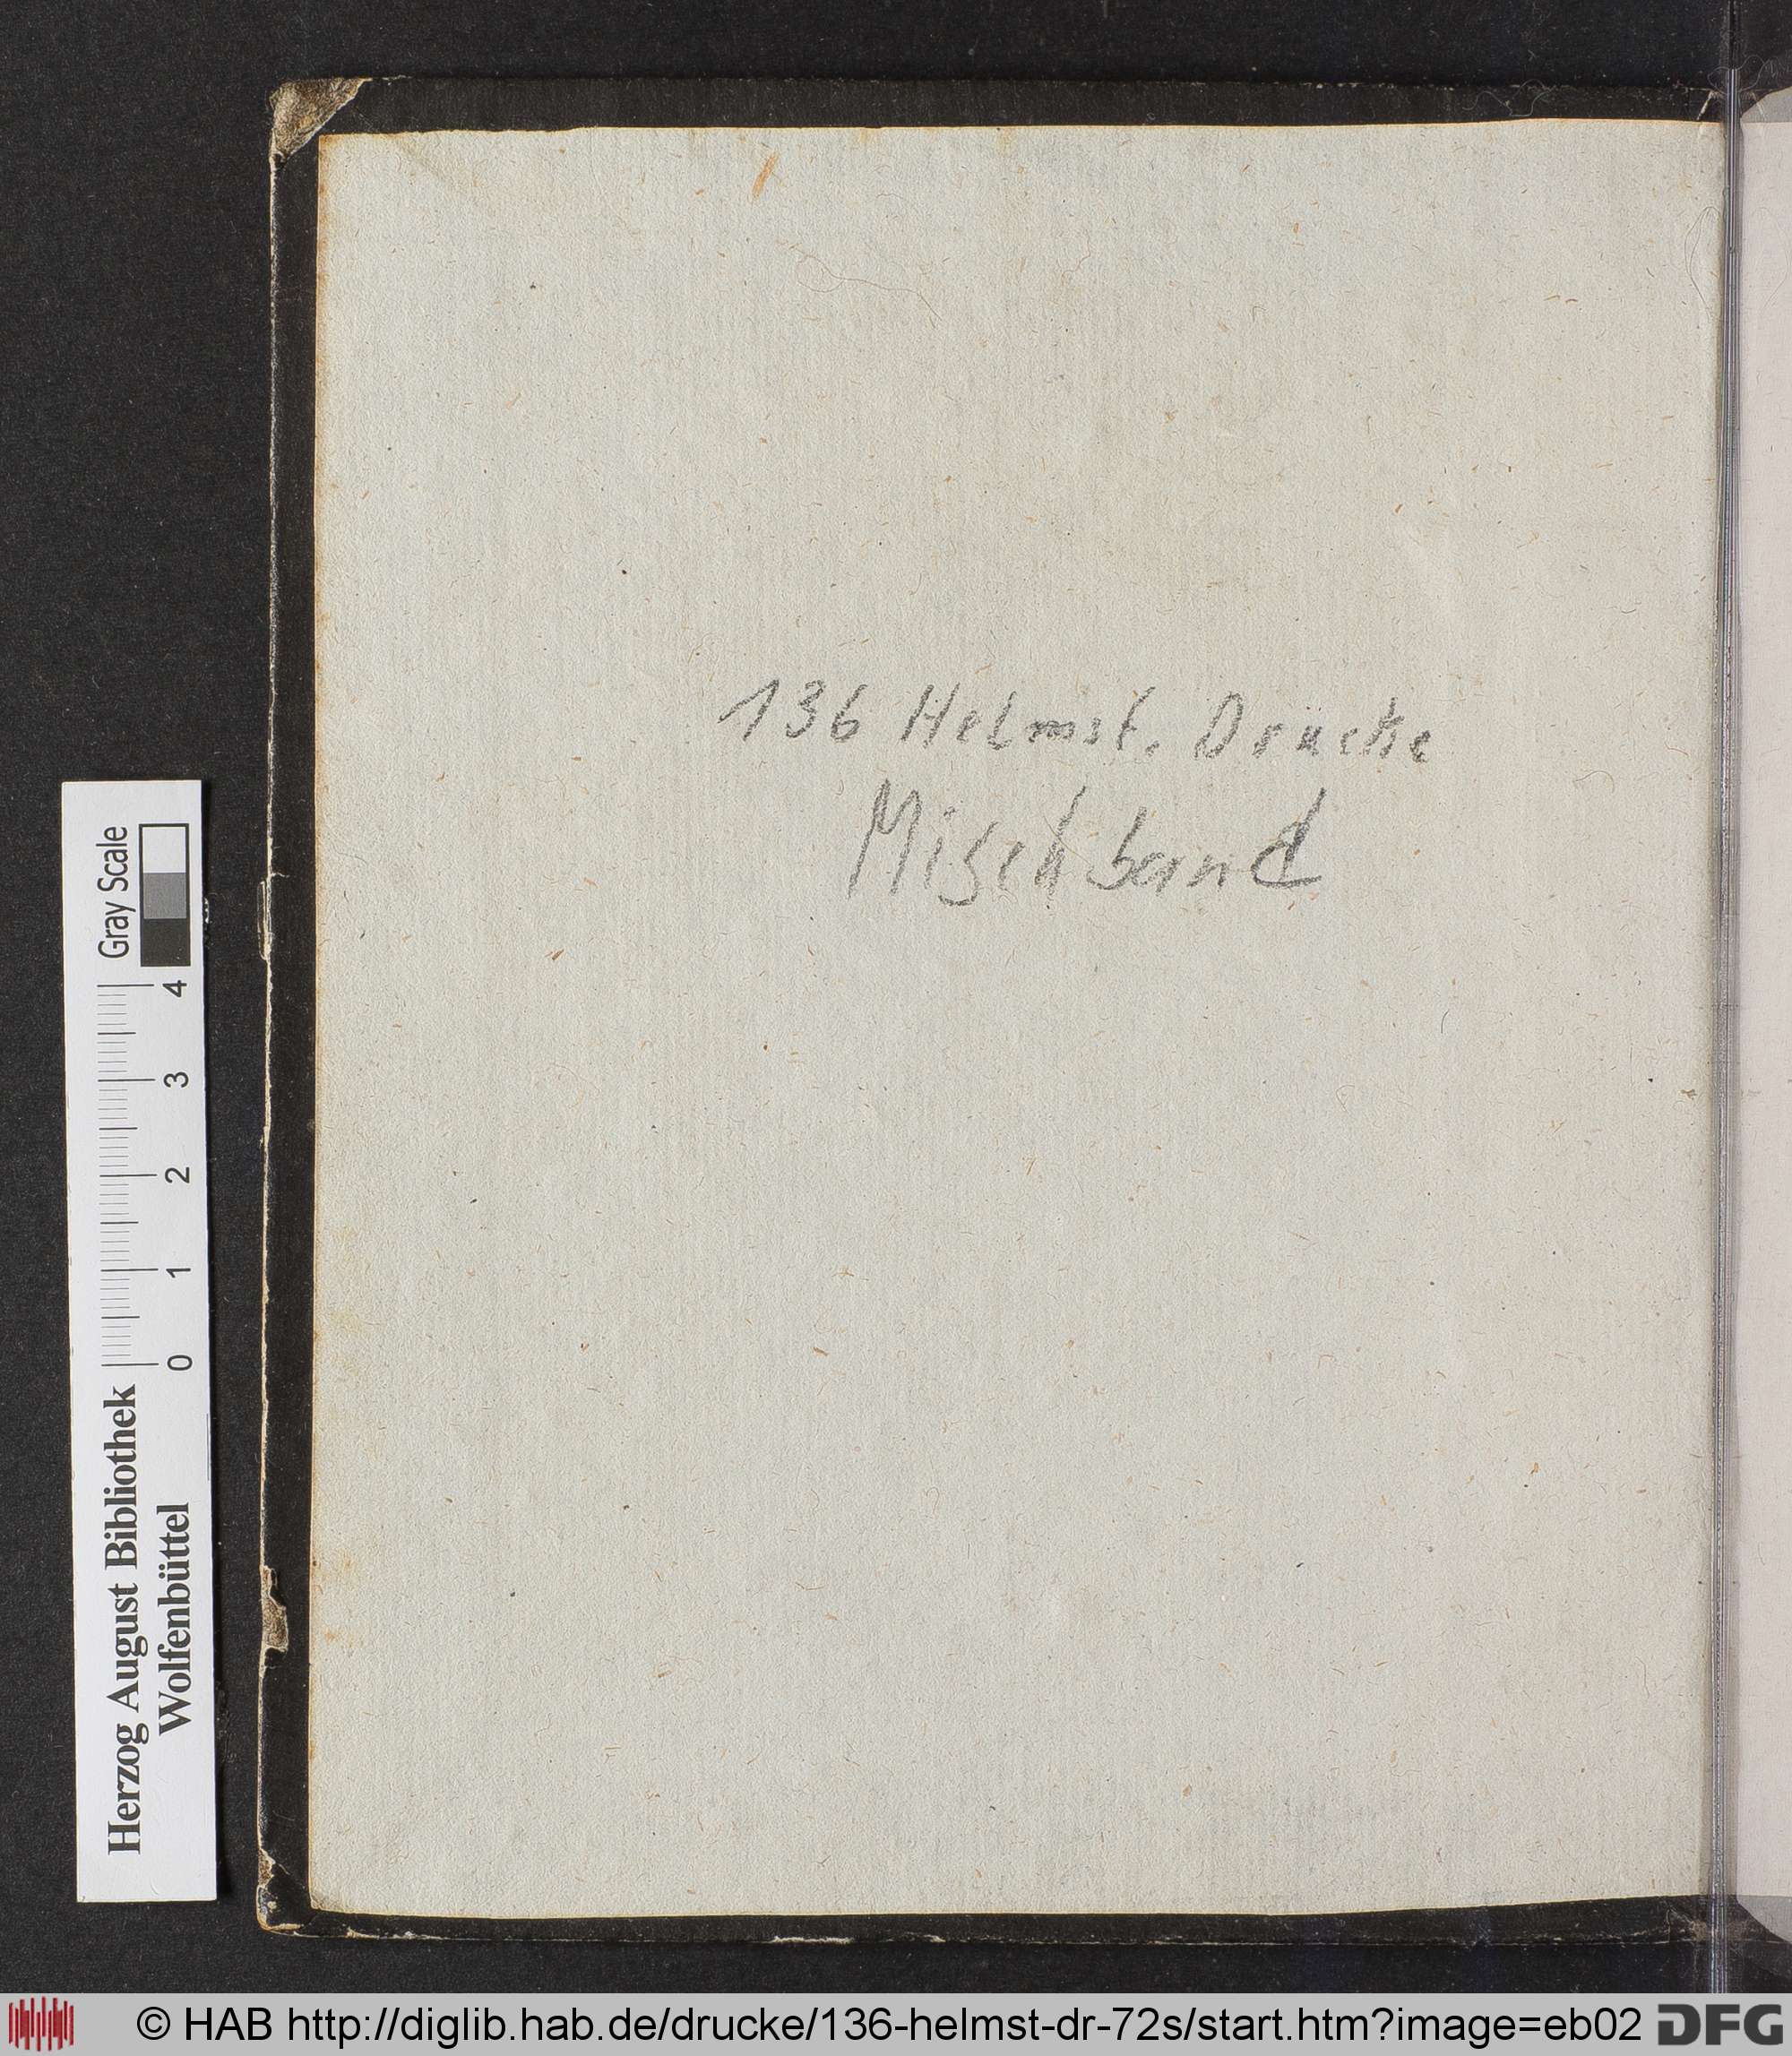 136 Helmst. Drucke
Mischband
Gray Scale
4
3
2
1
0
Herzog August Bibliothek
Wolfenbüttel
© HAB http://diglib.hab.de/drucke/136-helmst-dr-72s/start.htm?image=eb02
DFG